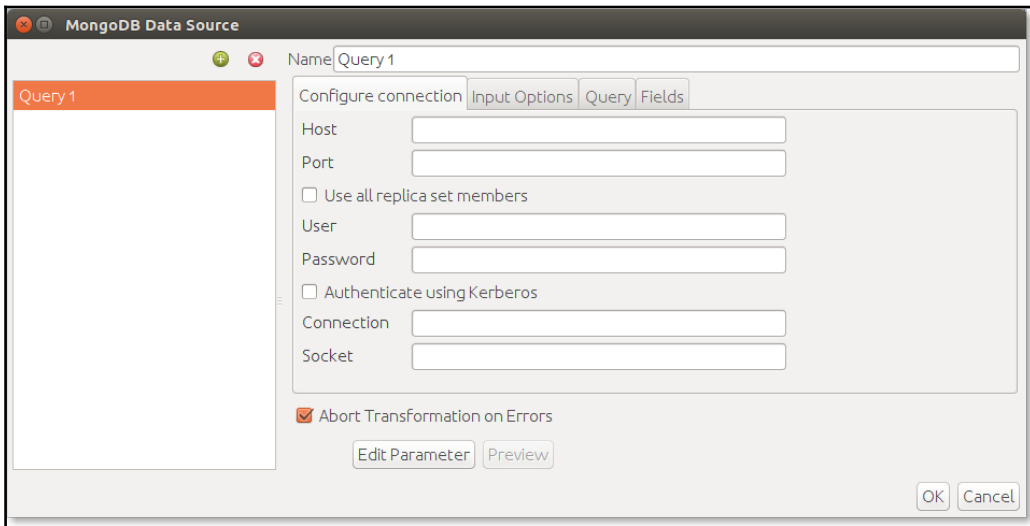 MongoDB Data Source
Name Query 1
Query 1
Configure connection Input Options Query Fields
Host
Port
Use all replica set members
User
Password
Authenticate using Kerberos
Connection
Socket
Abort Transformation on Errors
Edit Parameter Preview
OK Cancel